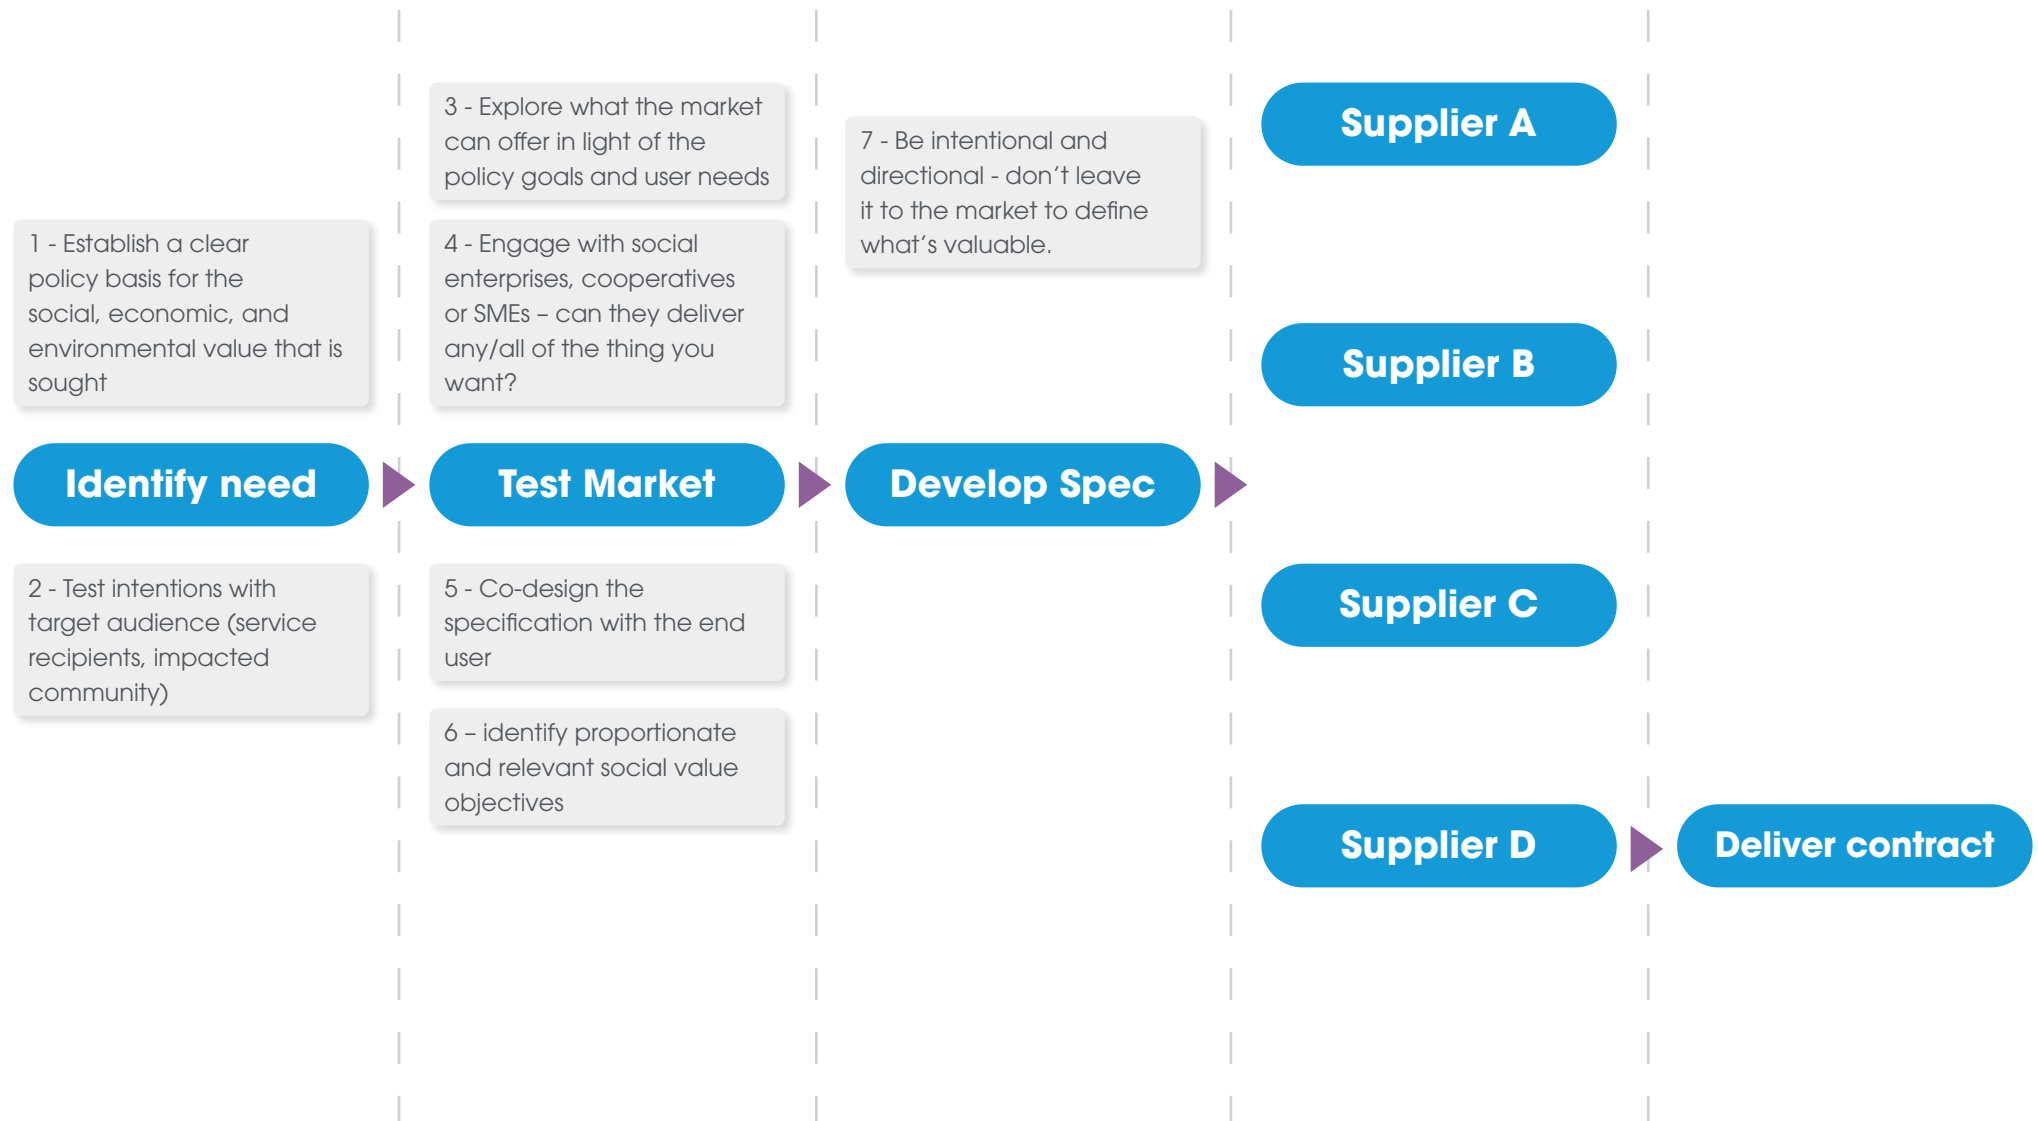 1 - Establish a clear
policy basis for the
social, economic, and
environmental value that is
sought
Identify need
2 - Test intentions with
target audience (service
recipients, impacted
community)
3 - Explore what the market
can offer in light of the
policy goals and user needs
4 - Engage with social
enterprises, cooperatives
or SMEs – can they deliver
any/all of the thing you
want?
Test Market
5 - Co-design the
specification with the end
user
6 – identify proportionate
and relevant social value
objectives
7 - Be intentional and
directional - don’t leave
it to the market to define
what’s valuable.
Develop Spec
Supplier A
Supplier B
Supplier C
Supplier D
Deliver contract